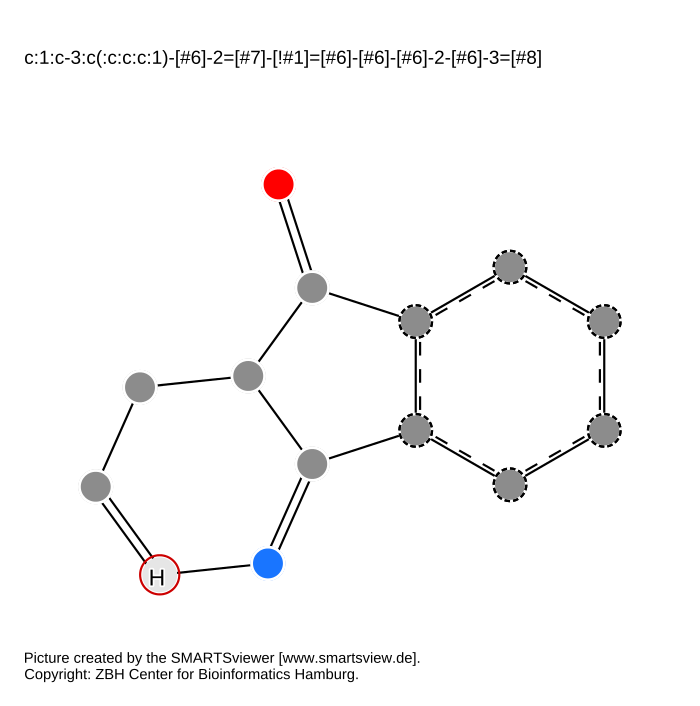 c:1:c-3:c(:c:c:c:1)-[#6]-2=[#7]-[!#1]=[#6]-[#6]-[#6]-2-[#6]-3=[#8]
H
Picture created by the SMARTSviewer [www.smartsview.de].
Copyright: ZBH Center for Bioinformatics Hamburg.